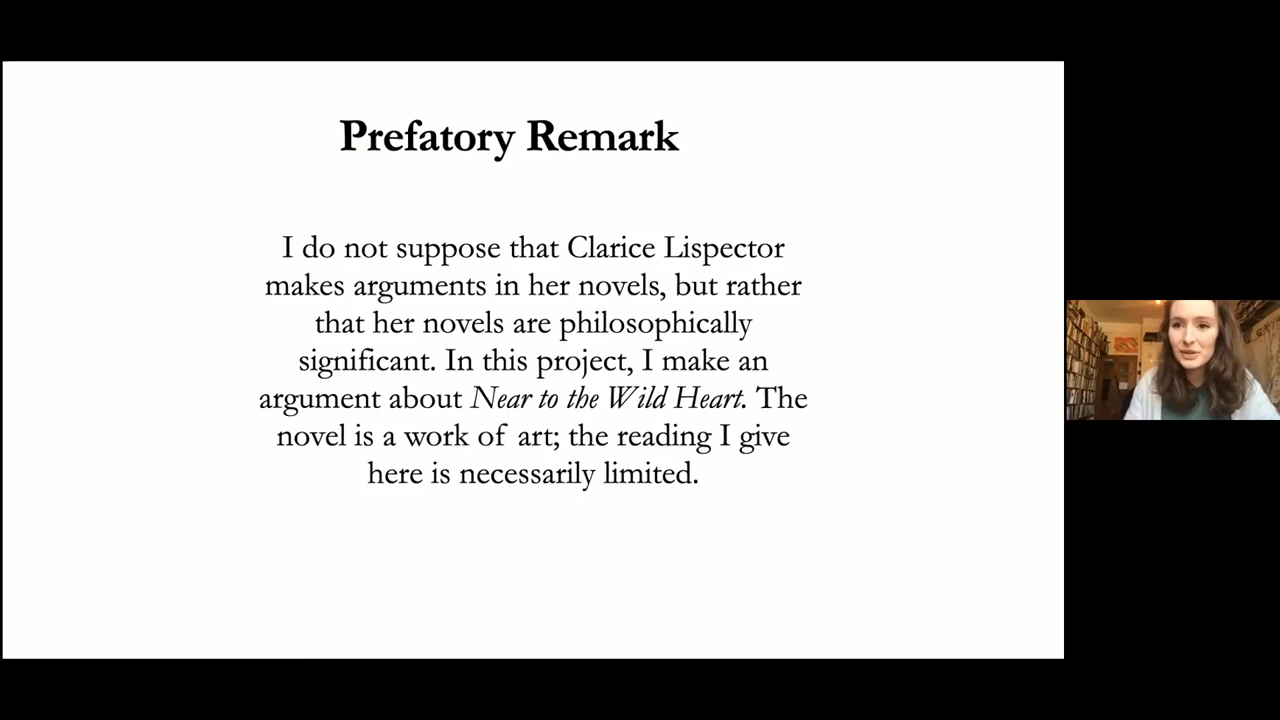 Prefatory Remark
I do not suppose that Clarice Lispector
makes arguments in her novels, but rather
that her novels are philosophically
significant. In this project, I make an
argument about Near to the Wild Heart. The
novel is a work of art; the reading I give
here is necessarily limited.